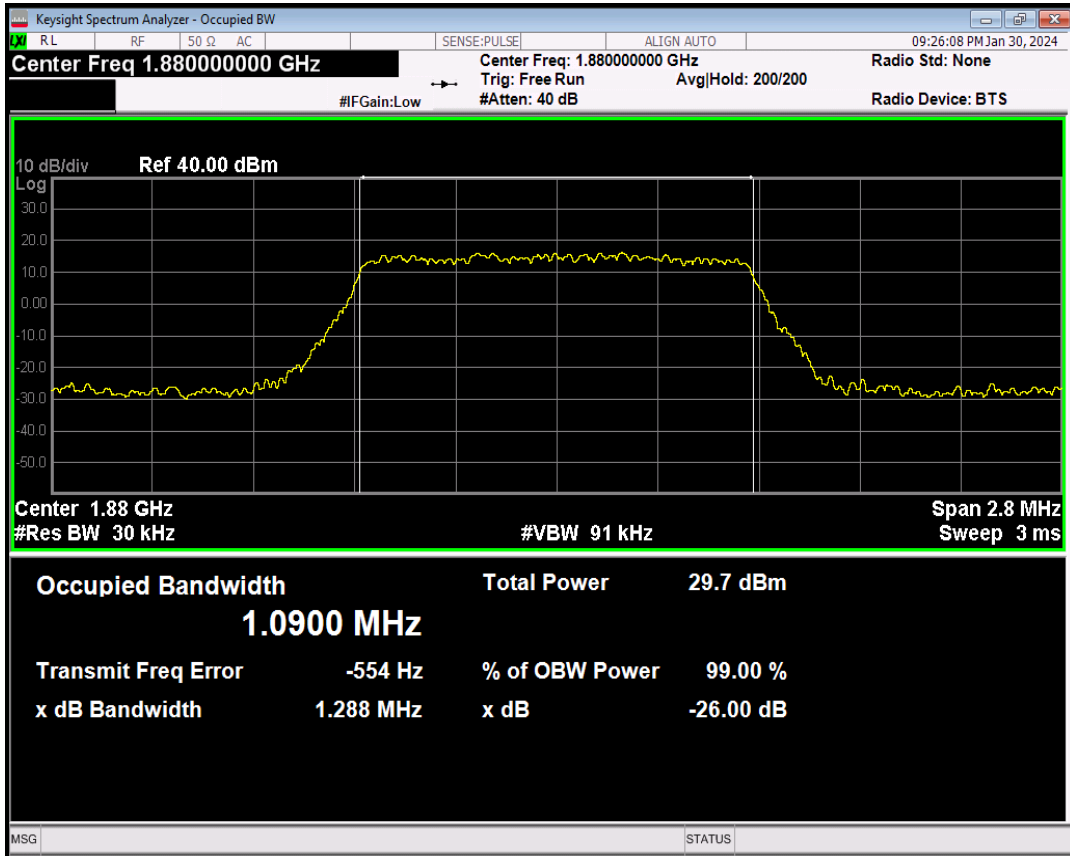 Keysight Spectrum Analyzer - Occupied BW
LXI RL RF 50 Ω AC SENSE:PULSE ALIGN AUTO 09:26:08 PM Jan 30, 2024
Center Freq 1.880000000 GHz Center Freq: 1.880000000 GHz Radio Std: None
Trig: Free Run Avg|Hold: 200/200
#IFGain:Low #Atten: 40 dB Radio Device: BTS
10 dB/div Ref 40.00 dBm
Log
30.0
20.0
10.0
0.00
-10.0
-20.0
-30.0
-40.0
-50.0
Center 1.88 GHz Span 2.8 MHz
#Res BW 30 kHz #VBW 91 kHz Sweep 3 ms
Occupied Bandwidth Total Power 29.7 dBm
1.0900 MHz
Transmit Freq Error -554 Hz % of OBW Power 99.00 %
x dB Bandwidth 1.288 MHz x dB -26.00 dB
MSG STATUS